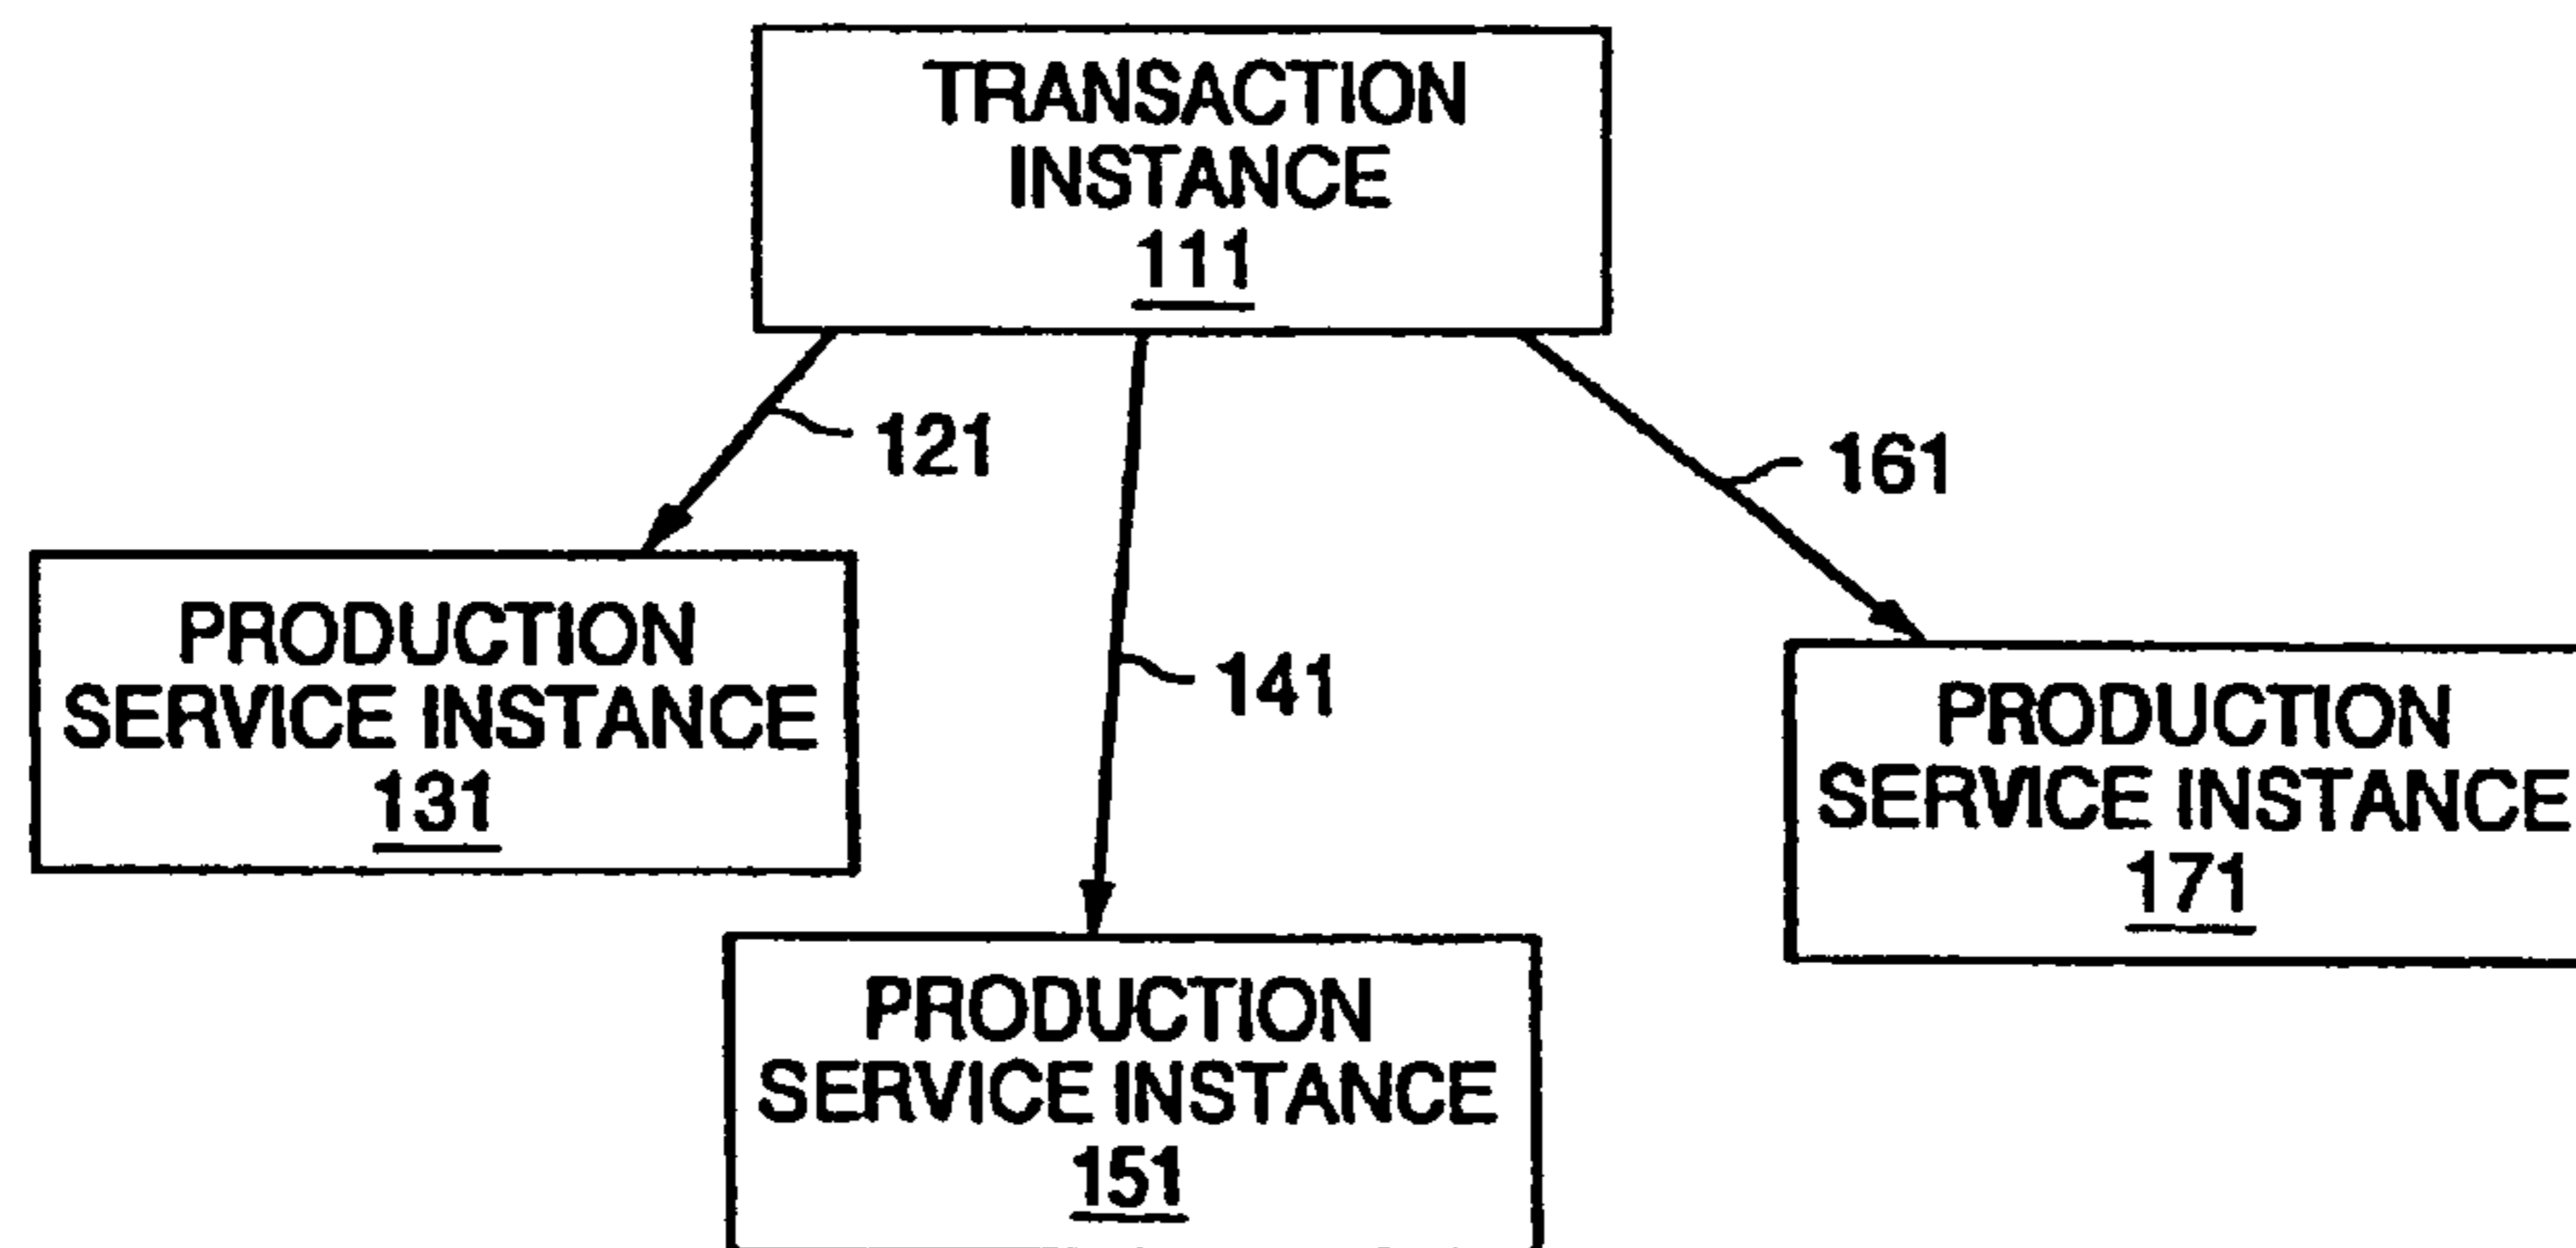 TRANSACTION
INSTANCE
111
121
161
141
PRODUCTION
SERVICE INSTANCE
131
PRODUCTION
SERVICE INSTANCE
171
PRODUCTION
SERVICE INSTANCE
151